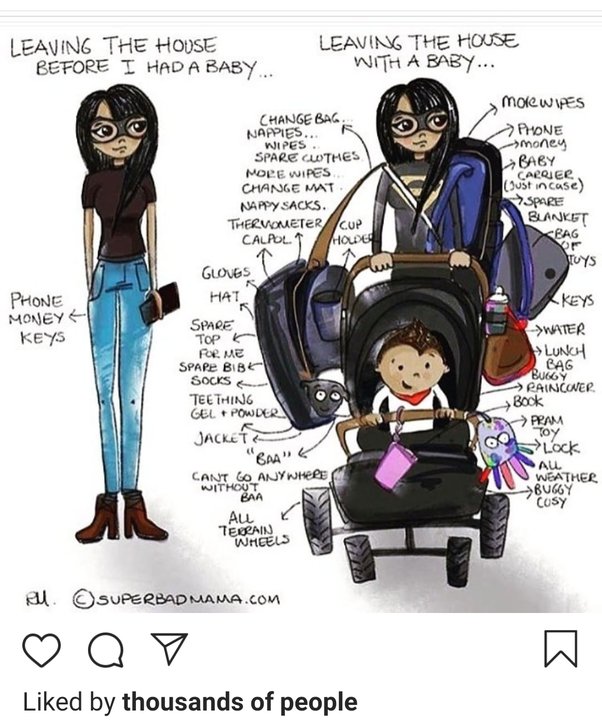 LEAVING THE HOUSE
BEFORE I HAD A BABY...
LEAVING THE HOUSE
WITH A BABY...
PHONE
MONEY
KEYS
CHANGE BAG...
NAPPIES...
WIPES..
SPARE CLOTHES
MORE WIPES...
CHANGE MAT.
NAPPY SACKS.
THERMOMETER
CALPOL
CUP
HOLDER
GLOVES
HAT
SPARE
TOP
FOR ME
SPARE BIB
SOCKS
TEETHING
GEL + POWDER
JACKET
"BAA"
CANT GO ANYWHERE
WITHOUT
BAA
ALL
TERRAIN
WHEELS
MORE WIPES
PHONE
money
BABY
CARRIER
(Just in case)
SPARE
BLANKET
BAG
OF
TOYS
KEYS
WATER
LUNCH
BAG
BUGGY
RAINCOVER
BOOK
PRAM
TOY
LOCK
ALL
WEATHER
BUGGY
COSY
©SUPERBADMAMA.COM
Liked by thousands of people